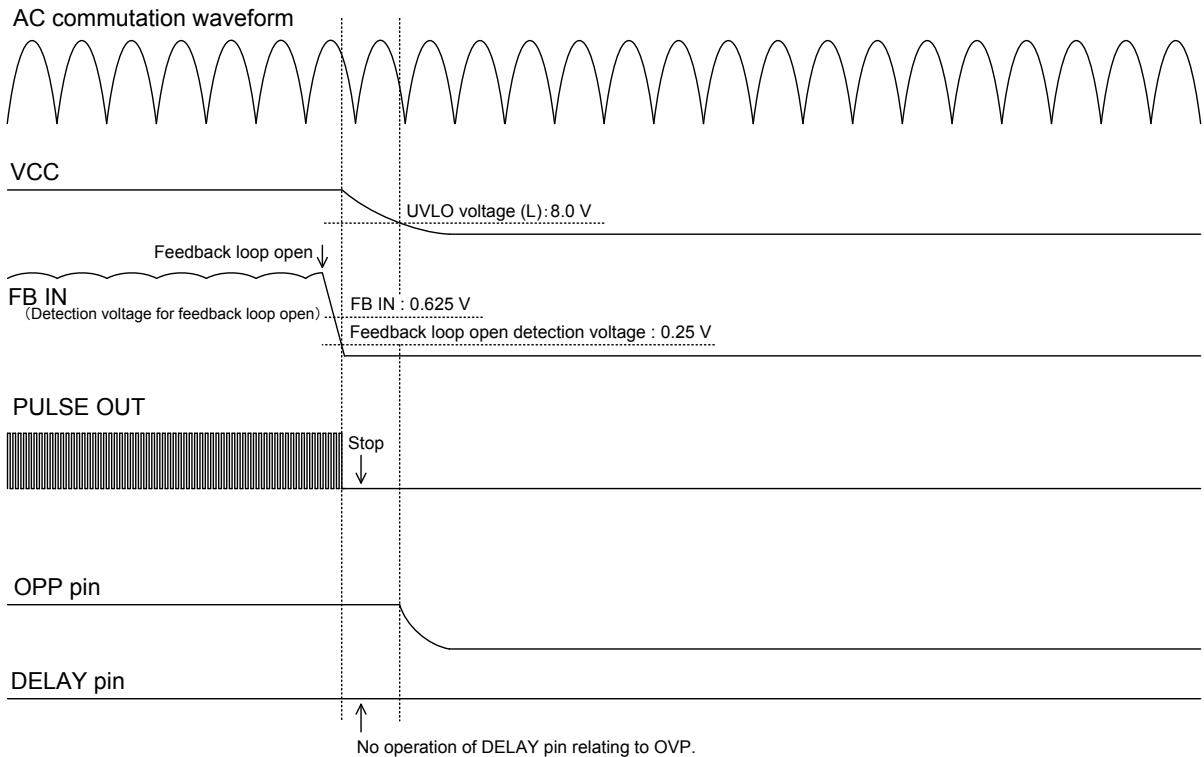 AC commutation waveform
VCC
UVLO voltage (L):8.0 V
Feedback loop open
FB IN
(Detection voltage for feedback loop open)
FB IN : 0.625 V
Feedback loop open detection voltage : 0.25 V
PULSE OUT
Stop
OPP pin
DELAY pin
No operation of DELAY pin relating to OVP.